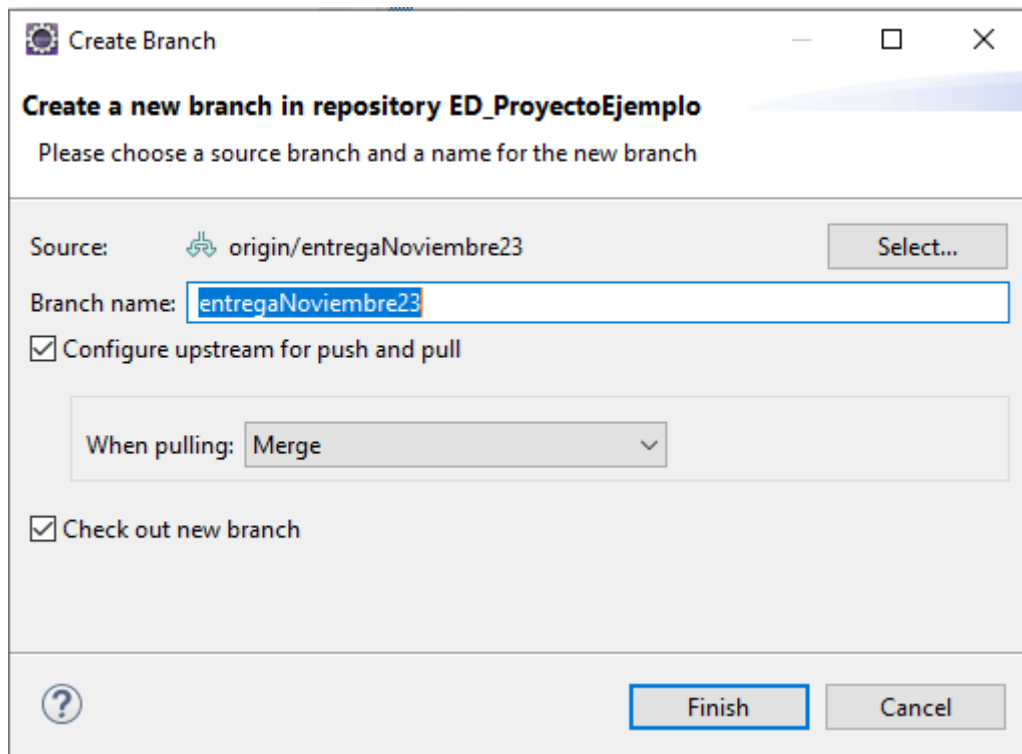 Create Branch
Create a new branch in repository ED_ProyectoEjemplo
Please choose a source branch and a name for the new branch
Source: origin/entregaNoviembre23 Select...
Branch name: entregaNoviembre23
Configure upstream for push and pull
When pulling: Merge
Check out new branch
? Finish Cancel